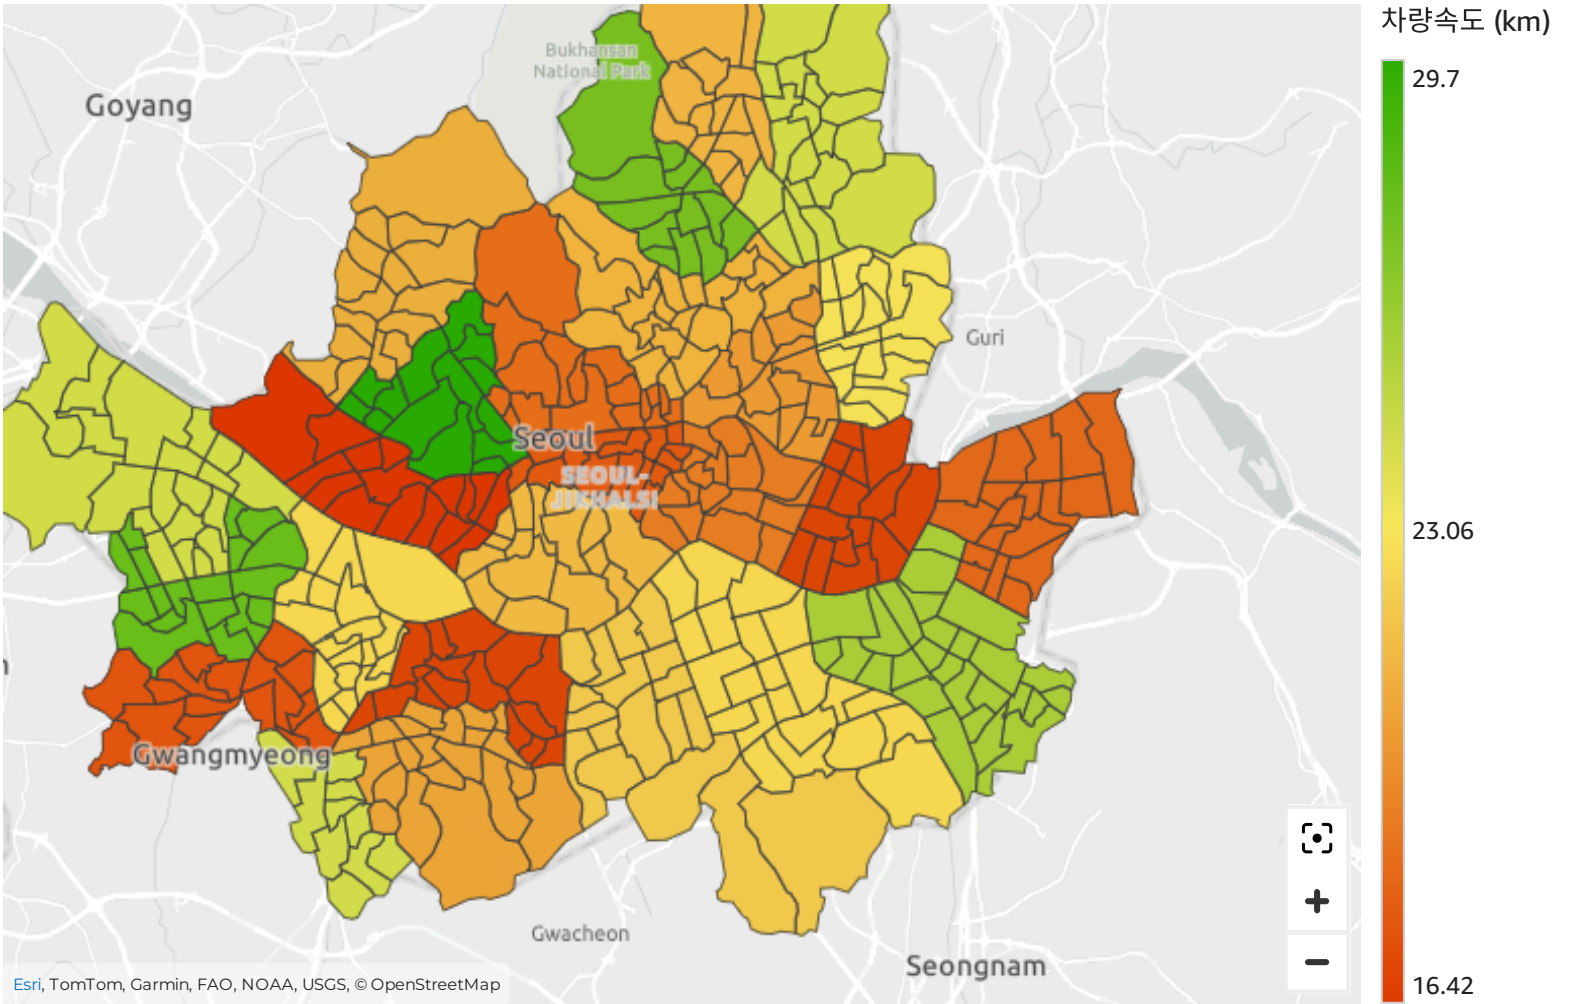 차량속도 (km)
29.7
23.06
16.42
Bukhansan
National Park
Goyang
Guri
Seoul
SEOUL-
JIKHALSI
Gwangmyeong
Gwacheon
Seongnam
Esri, TomTom, Garmin, FAO, NOAA, USGS, © OpenStreetMap